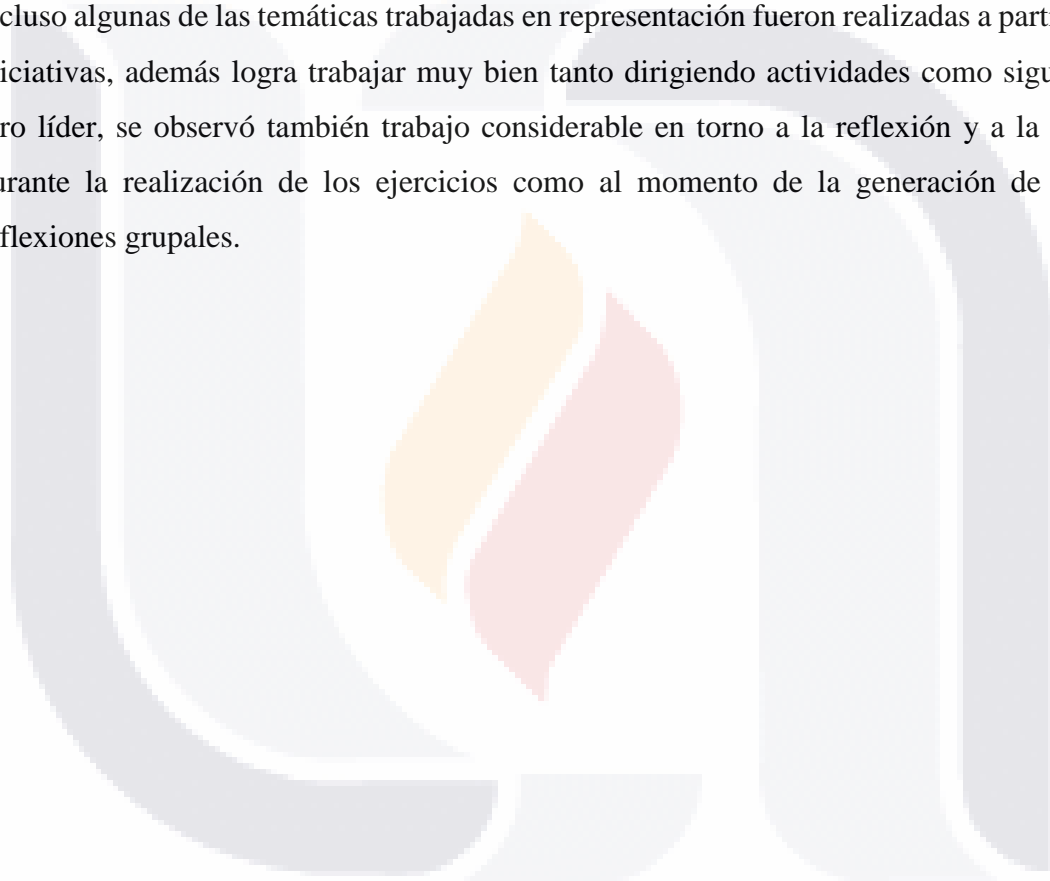 cluso algunas de las temáticas trabajadas en representación fueron realizadas a part
iciativas, además logra trabajar muy bien tanto dirigiendo actividades como sigu
ro líder, se observó también trabajo considerable en torno a la reflexión y a la
urante la realización de los ejercicios como al momento de la generación de
flexiones grupales.